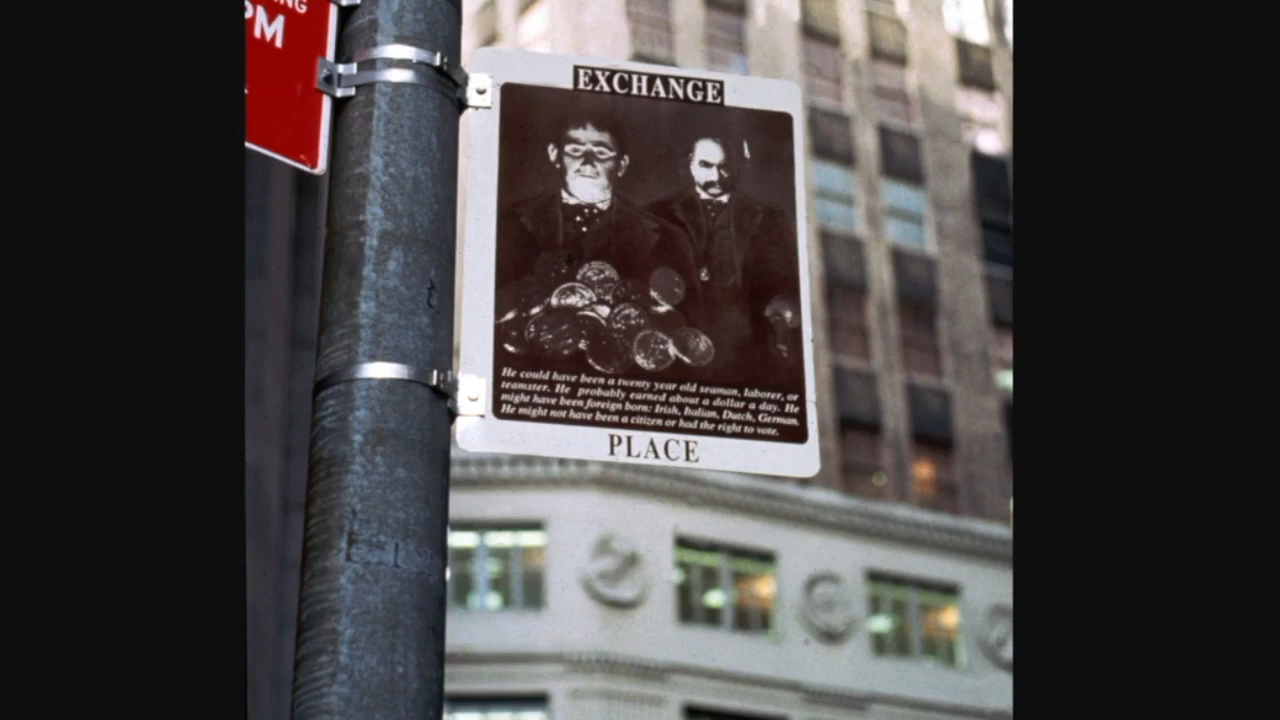 PM
EXCHANGE
He could have been a twenty year old seaman, laborer, or
teamster. He probably earned about a dollar a day. He
might have been foreign born: Irish, Italian, Dutch, German.
He might not have been a citizen or had the right to vote.
PLACE